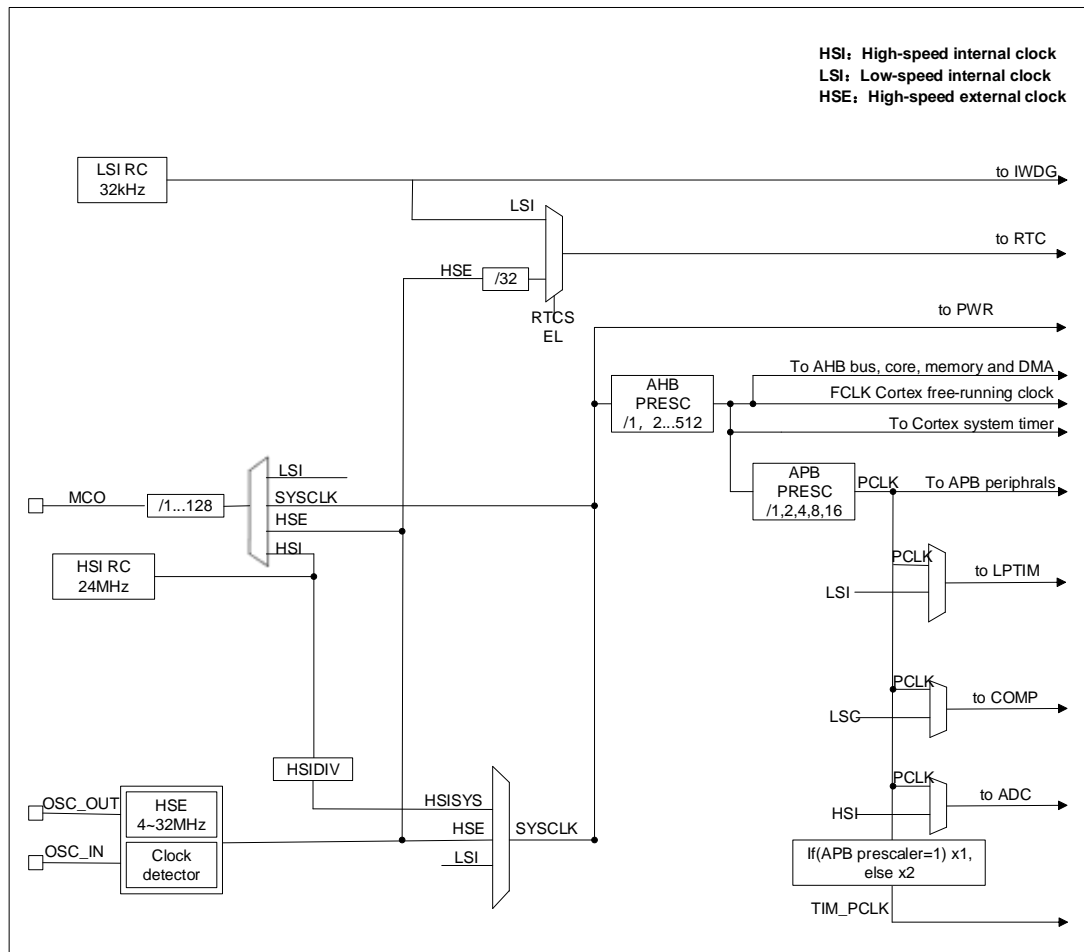 HSI：High-speed internal clock
LSI：Low-speed internal clock
HSE：High-speed external clock
LSI RC
32kHz
to IWDG
LSI
to RTC
HSE
/32
RTCS
EL
to PWR
To AHB bus, core, memory and DMA
AHB
PRESC
/1, 2...512
FCLK Cortex free-running clock
To Cortex system timer
LSI
APB
PRESC
/1,2,4,8,16
PCLK
To APB periphrals
MCO
/1...128
SYSCLK
HSE
HSI
HSI RC
24MHz
PCLK
to LPTIM
LSI
PCLK
to COMP
LSC
HSIDIV
PCLK
to ADC
HSI
OSC_OUT
HSE
4~32MHz
HSISYS
HSE
SYSCLK
LSI
OSC_IN
Clock
detector
If(APB prescaler=1) x1,
else x2
TIM_PCLK